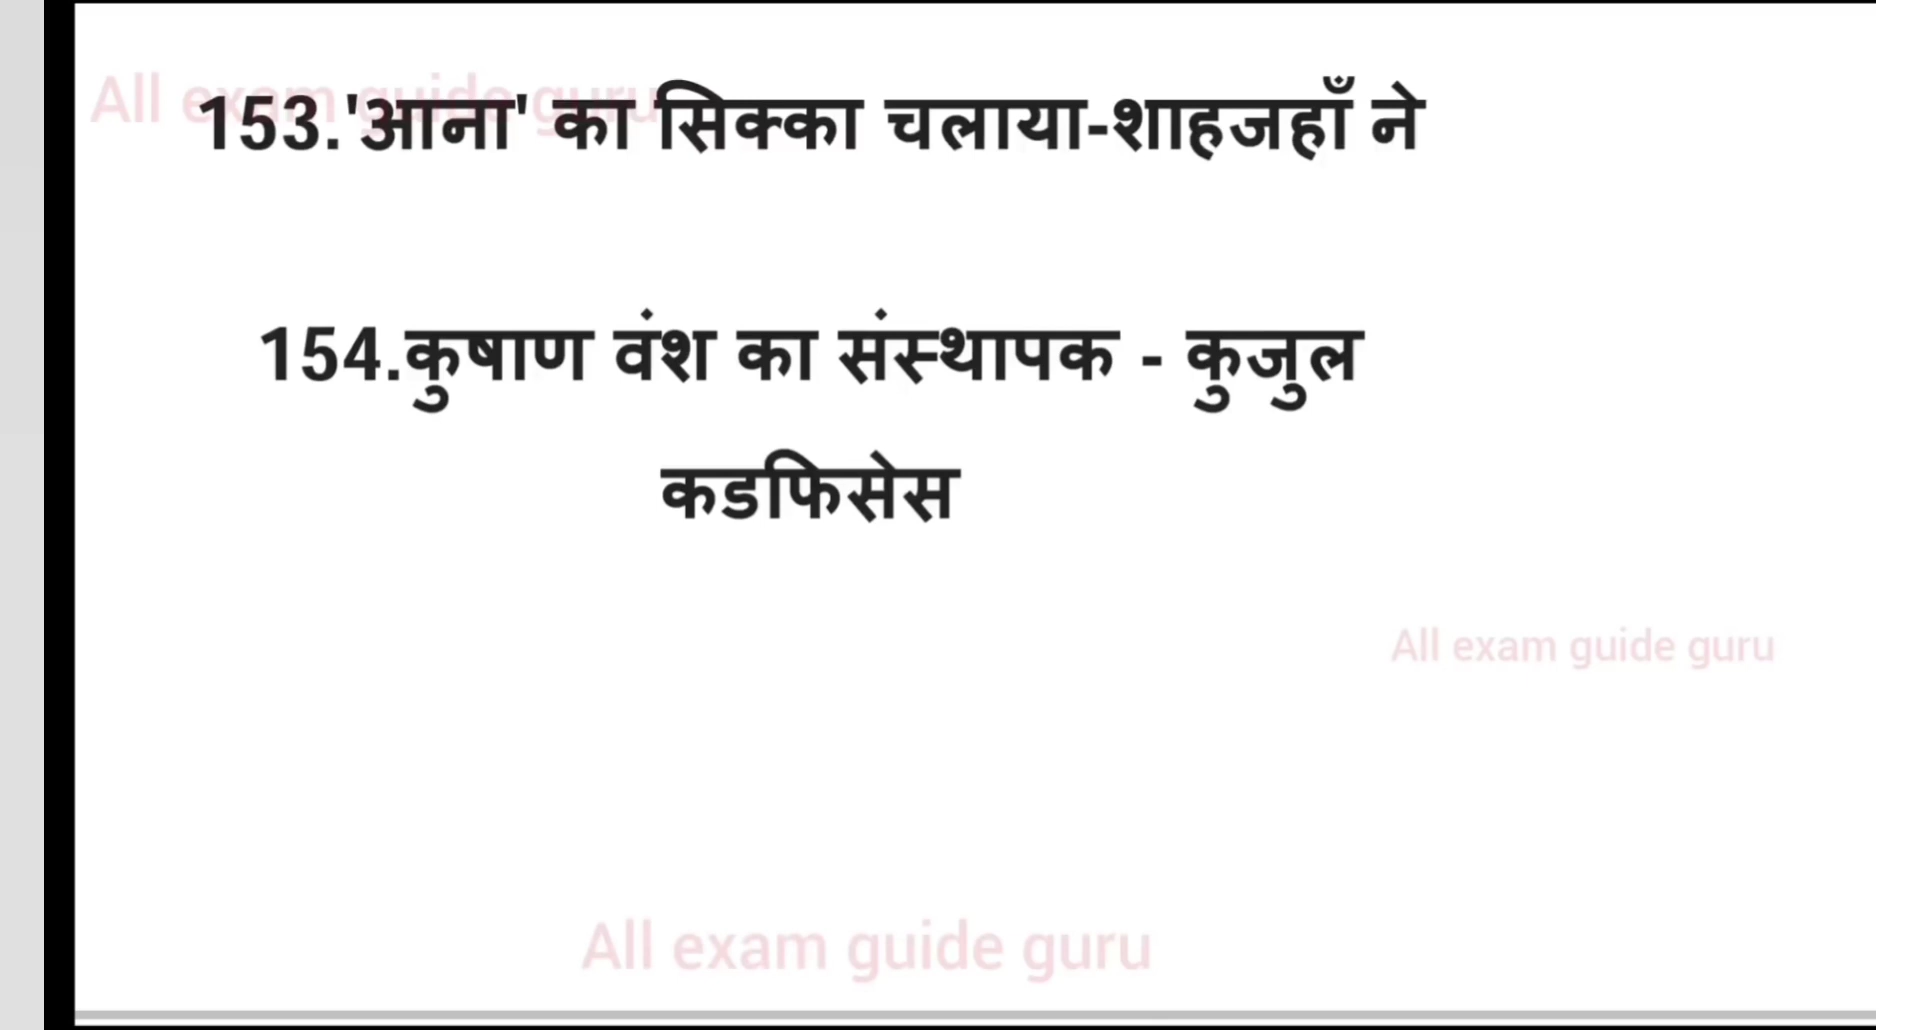 All exam guide guru
153.'आना' का सिक्का चलाया-शाहजहाँ ने
154.कुषाण वंश का संस्थापक - कुजुल
कडफिसेस
All exam guide guru
All exam guide guru